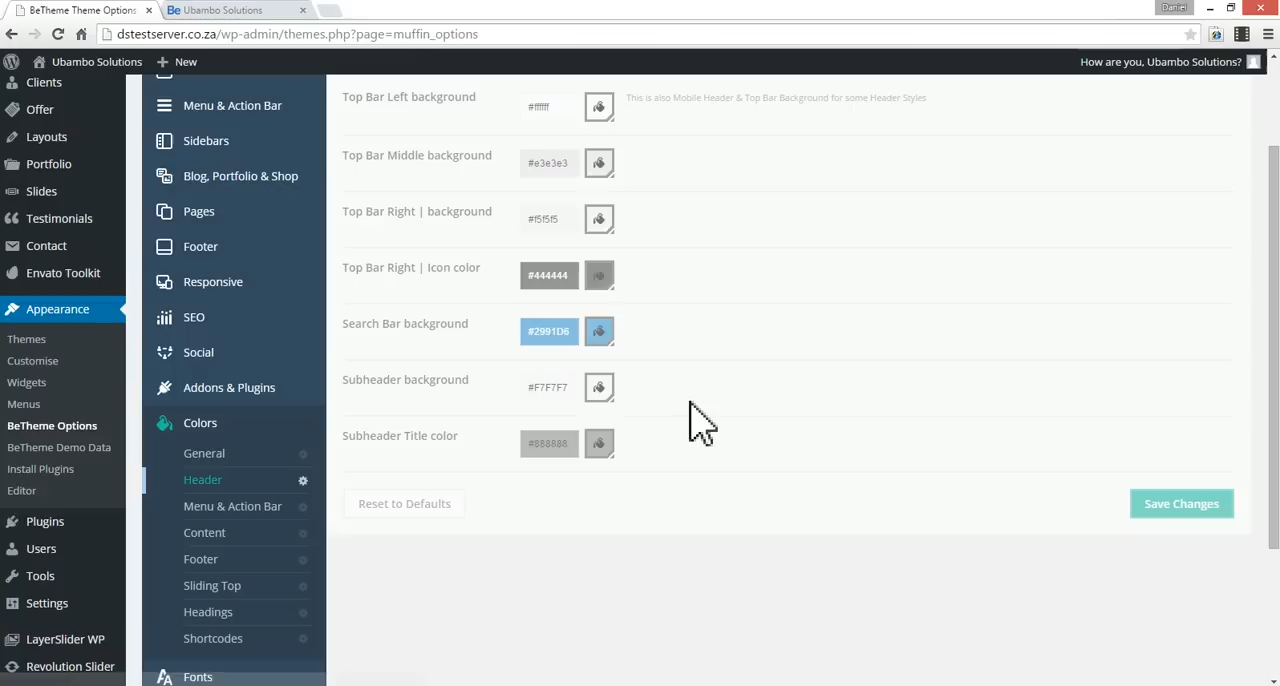 BeTheme Theme Options
Ubambo Solutions
Daniel
dstestserver.co.za/wp-admin/themes.php?page=muffin_options
Ubambo Solutions
New
How are you, Ubambo Solutions?
Clients
Offer
Layouts
Portfolio
Slides
Testimonials
Contact
Envato Toolkit
Appearance
Themes
Customise
Widgets
Menus
BeTheme Options
BeTheme Demo Data
Install Plugins
Editor
Plugins
Users
Tools
Settings
LayerSlider WP
Revolution Slider
Menu & Action Bar
Sidebars
Blog, Portfolio & Shop
Pages
Footer
Responsive
SEO
Social
Addons & Plugins
Colors
General
Header
Menu & Action Bar
Content
Footer
Sliding Top
Headings
Shortcodes
Fonts
Top Bar Left background
#ffffff
This is also Mobile Header & Top Bar Background for some Header Styles
Top Bar Middle background
#e3e3e3
Top Bar Right | background
#f5f5f5
Top Bar Right | Icon color
#444444
Search Bar background
#2991D6
Subheader background
#F7F7F7
Subheader Title color
#888888
Reset to Defaults
Save Changes